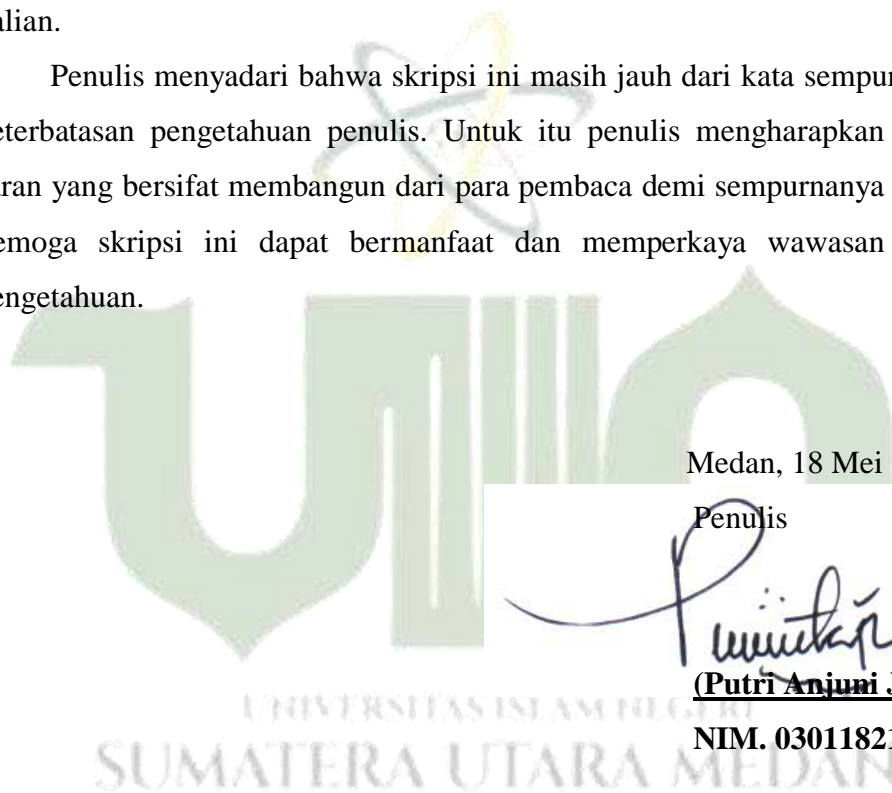 alian.
Penulis menyadari bahwa skripsi ini masih jauh dari kata sempur
eterbatasan pengetahuan penulis. Untuk itu penulis mengharapkan
aran yang bersifat membangun dari para pembaca demi sempurnanya
emoga skripsi ini dapat bermanfaat dan memperkaya wawasan
engetahuan.
Medan, 18 Mei
Penulis
(Putri Anjuni J
NIM. 03011821
UNIVERSITAS ISLAM NEGERI
SUMATERA UTARA MEDAN